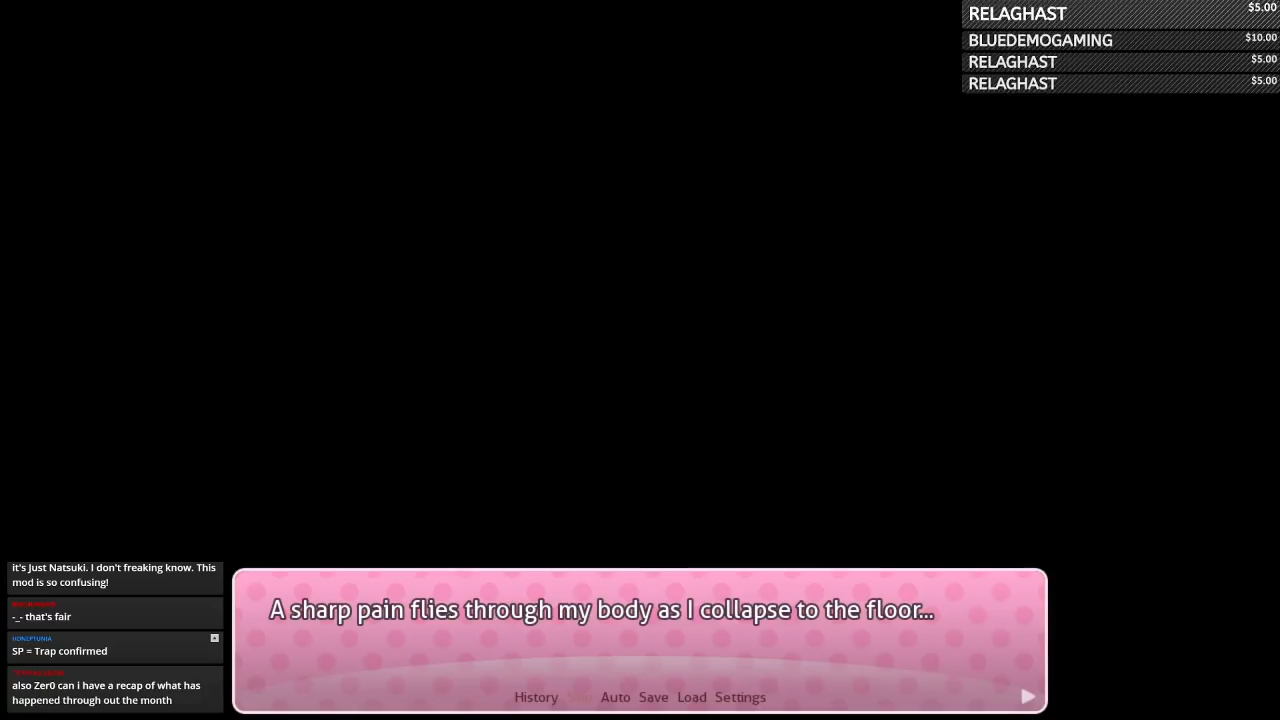 RELAGHAST $5.00
BLUEDEMOGAMING $10.00
RELAGHAST $5.00
RELAGHAST $5.00
it's Just Natsuki. I don't freaking know. This
mod is so confusing!
-_- that's fair
SP = Trap confirmed
also Zer0 can i have a recap of what has
happened through out the month
A sharp pain flies through my body as I collapse to the floor...
History Skip Auto Save Load Settings